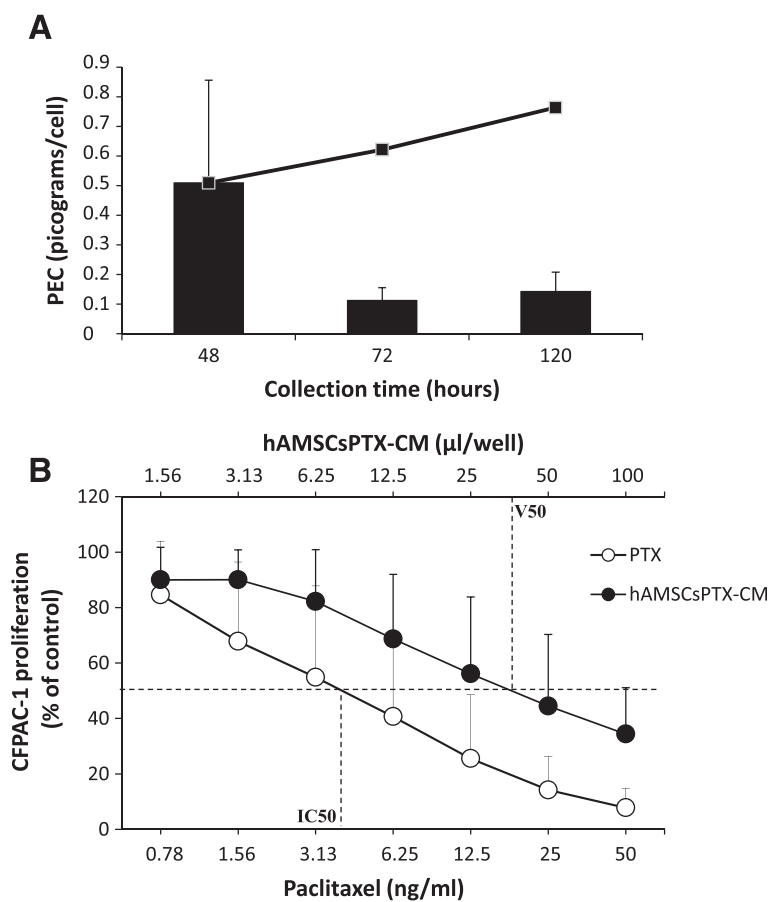 A
0.9
0.8
0.7
0.6
0.5
0.4
0.3
0.2
0.1
0
PEC (picograms/cell)
48 72 120
Collection time (hours)
hAMSCsPTX-CM (µl/well)
B
1.56 3.13 6.25 12.5 25 50 100
120
100
80
60
40
20
0
CFPAC-1 proliferation
(% of control)
V50
PTX
hAMSCsPTX-CM
IC50
0.78 1.56 3.13 6.25 12.5 25 50
Paclitaxel (ng/ml)